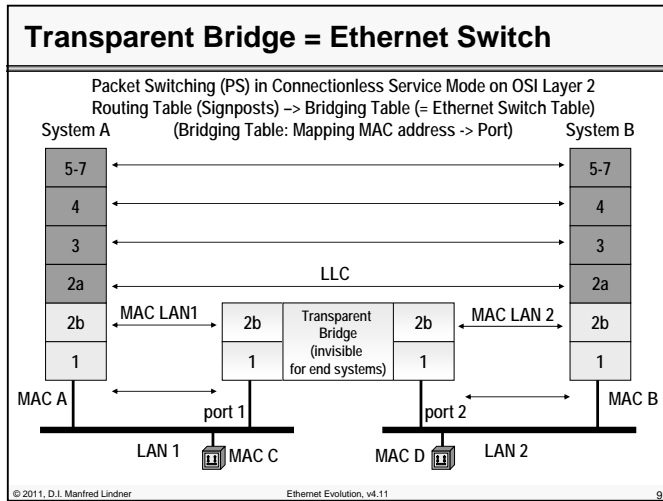 Transparent Bridge = Ethernet Switch
Packet Switching (PS) in Connectionless Service Mode on OSI Layer 2
Routing Table (Signposts) –> Bridging Table (= Ethernet Switch Table)
System A
(Bridging Table: Mapping MAC address -> Port)
System B
5-7
5-7
4
4
3
3
LLC
2a
2a
MAC LAN1
MAC LAN 2
2b
2b
Transparent
Bridge
(invisible
for end systems)
2b
2b
1
1
1
1
MAC A
port 1
port 2
MAC B
LAN 1
MAC C
MAC D
LAN 2
© 2011, D.I. Manfred Lindner
Ethernet Evolution, v4.11
9